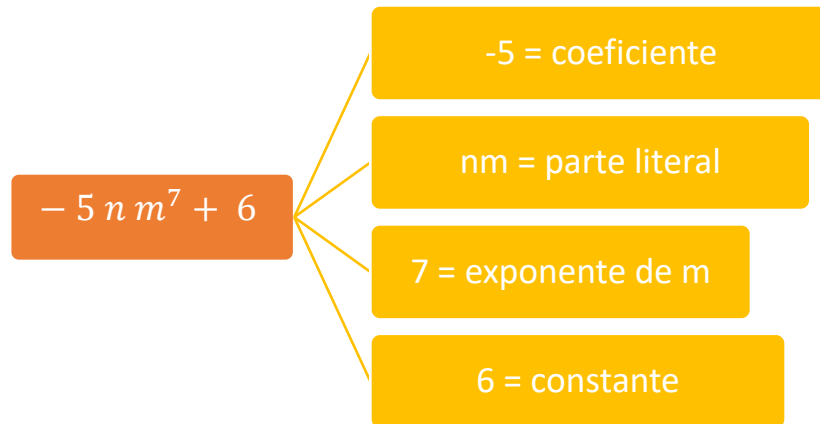 -5 = coeficiente
nm = parte literal
− 5 n m⁷ + 6
7 = exponente de m
6 = constante